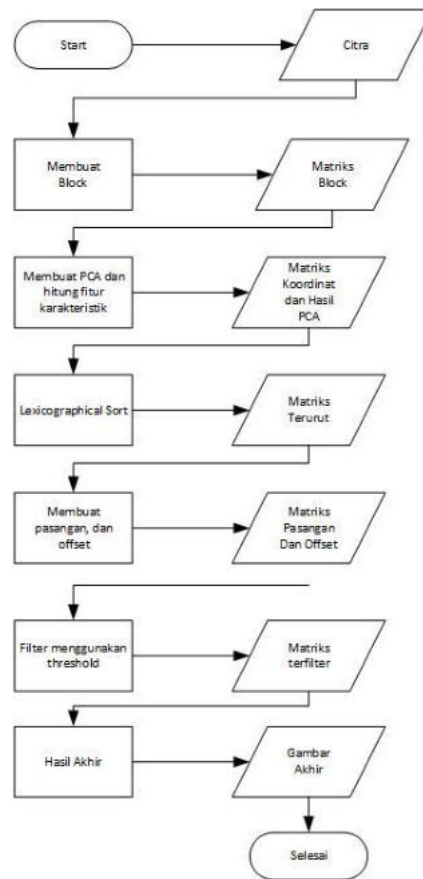 Start
Citra
Membuat
Block
Matriks
Block
Membuat PCA dan
hitung fitur
karakteristik
Matriks
Koordinat
dan Hasil
PCA
Lexicographical Sort
Matriks
Terurut
Membuat
pasangan, dan
offset
Matriks
Pasangan
Dan Offset
Filter menggunakan
threshold
Matriks
terfilter
Hasil Akhir
Gambar
Akhir
Selesai